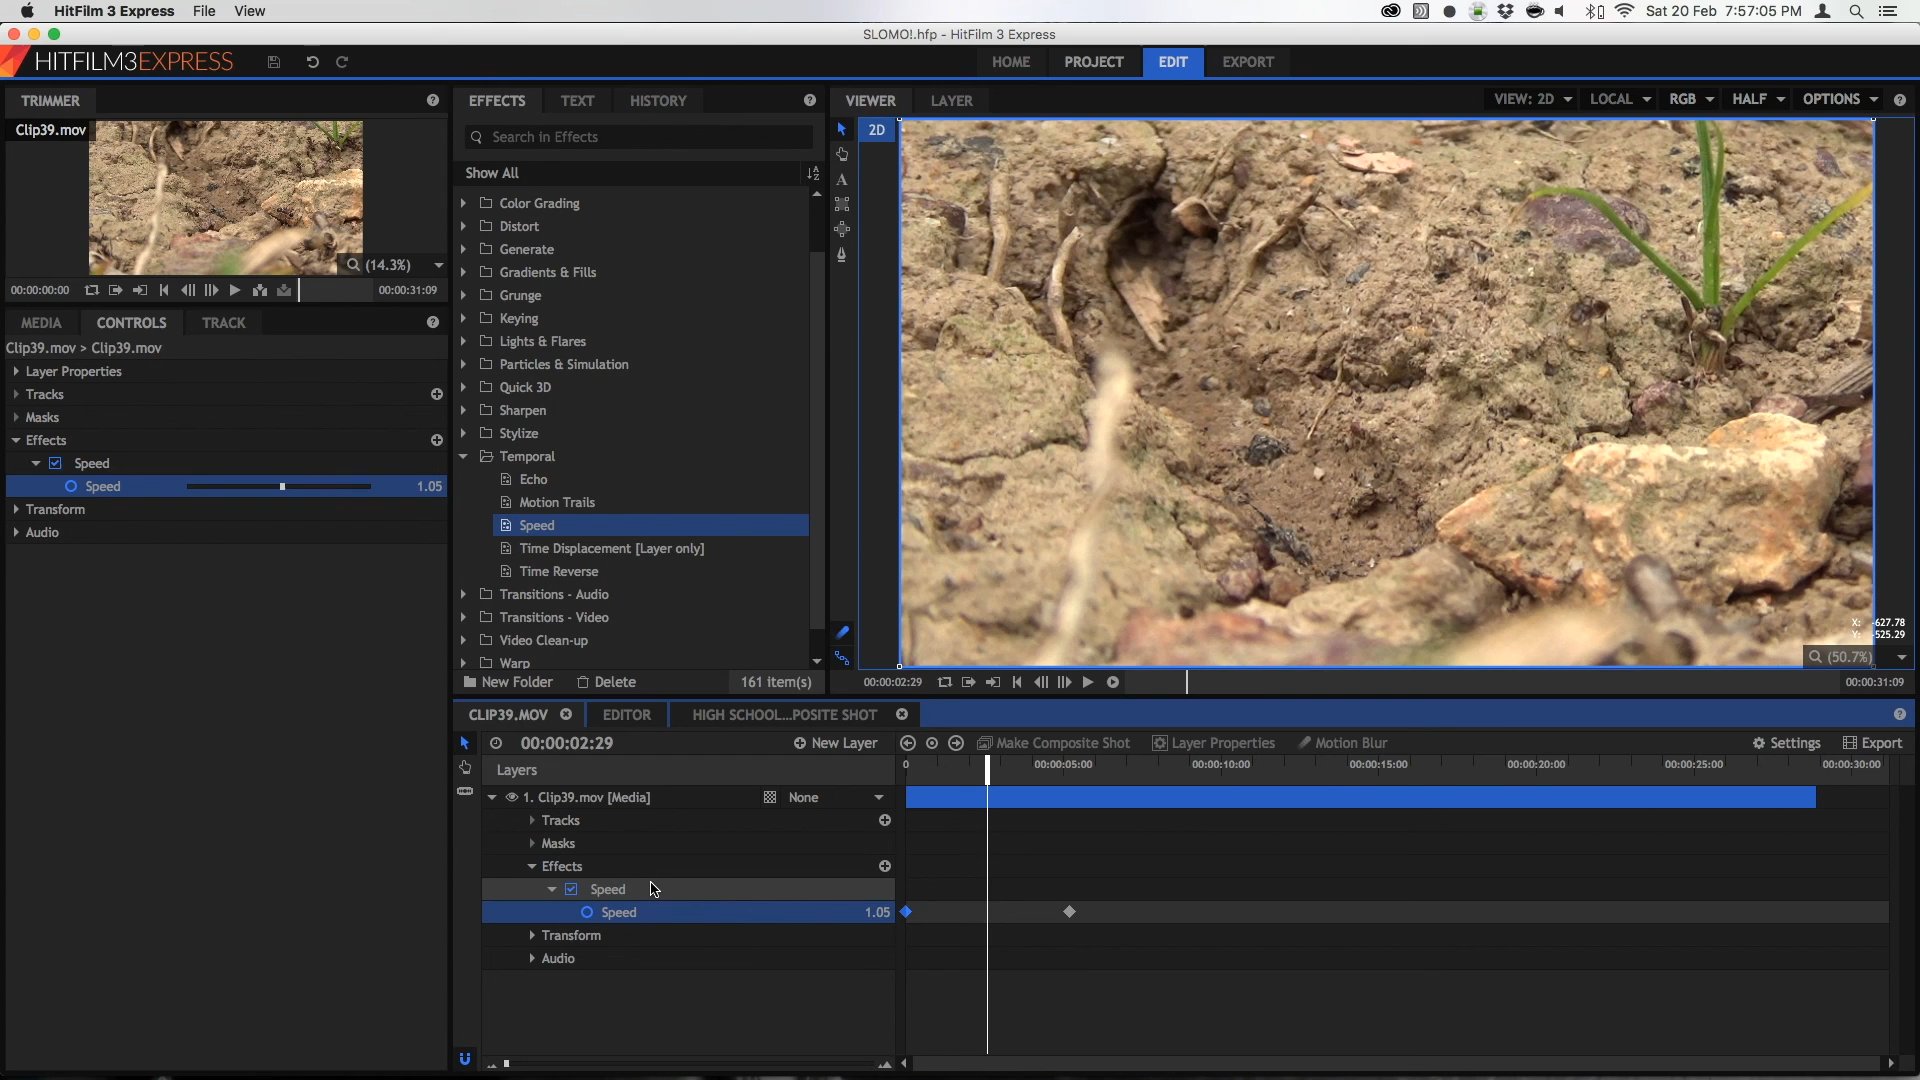 HitFilm 3 Express File View
Sat 20 Feb 7:57:05 PM
SLOMO!.hfp - HitFilm 3 Express
HITFILM3EXPRESS
HOME PROJECT EDIT EXPORT
TRIMMER
Clip39.mov
(14.3%)
00:00:00:00 00:00:31:09
MEDIA CONTROLS TRACK
Clip39.mov > Clip39.mov
Layer Properties
Tracks
Masks
Effects
Speed
Speed 1.05
Transform
Audio
EFFECTS TEXT HISTORY
Search in Effects
Show All
Color Grading
Distort
Generate
Gradients & Fills
Grunge
Keying
Lights & Flares
Particles & Simulation
Quick 3D
Sharpen
Stylize
Temporal
Echo
Motion Trails
Speed
Time Displacement [Layer only]
Time Reverse
Transitions - Audio
Transitions - Video
Video Clean-up
Warp
New Folder Delete 161 item(s)
VIEWER LAYER VIEW: 2D LOCAL RGB HALF OPTIONS
2D
X: -627.78
Y: -525.29
(50.7%)
00:00:02:29 00:00:31:09
CLIP39.MOV EDITOR HIGH SCHOOL...POSITE SHOT
00:00:02:29 New Layer Make Composite Shot Layer Properties Motion Blur Settings Export
Layers 0 00:00:05:00 00:00:10:00 00:00:15:00 00:00:20:00 00:00:25:00 00:00:30:00
1. Clip39.mov [Media] None
Tracks
Masks
Effects
Speed
Speed 1.05
Transform
Audio